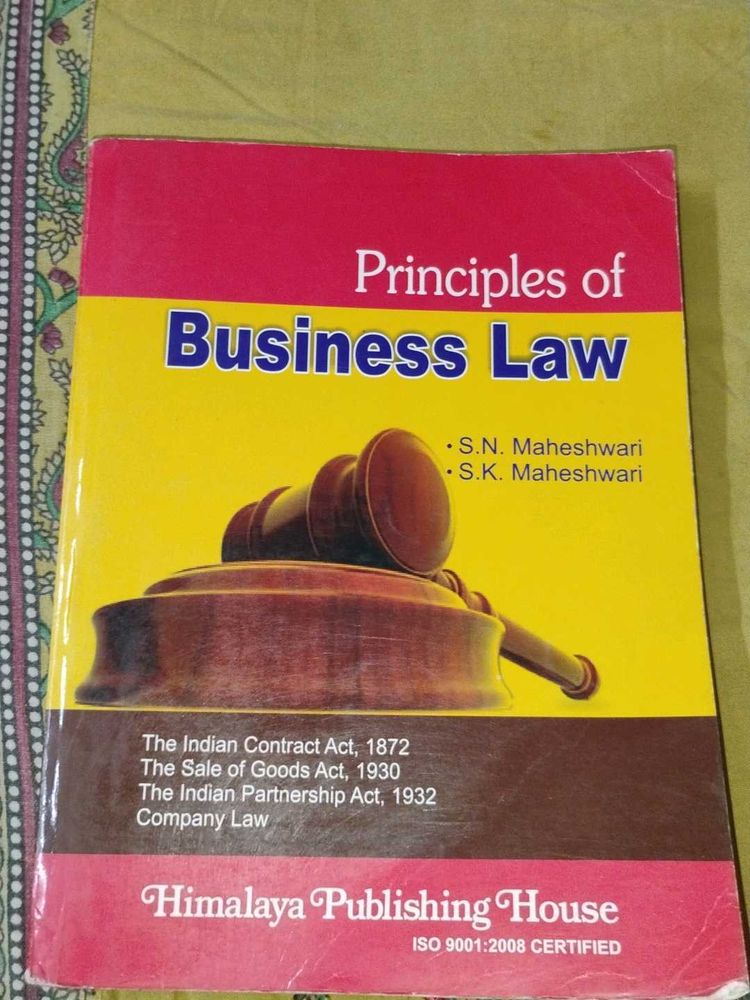 Principles of
Business Law
• S.N. Maheshwari
• S.K. Maheshwari
The Indian Contract Act, 1872
The Sale of Goods Act, 1930
The Indian Partnership Act, 1932
Company Law
Himalaya Publishing House
ISO 9001:2008 CERTIFIED